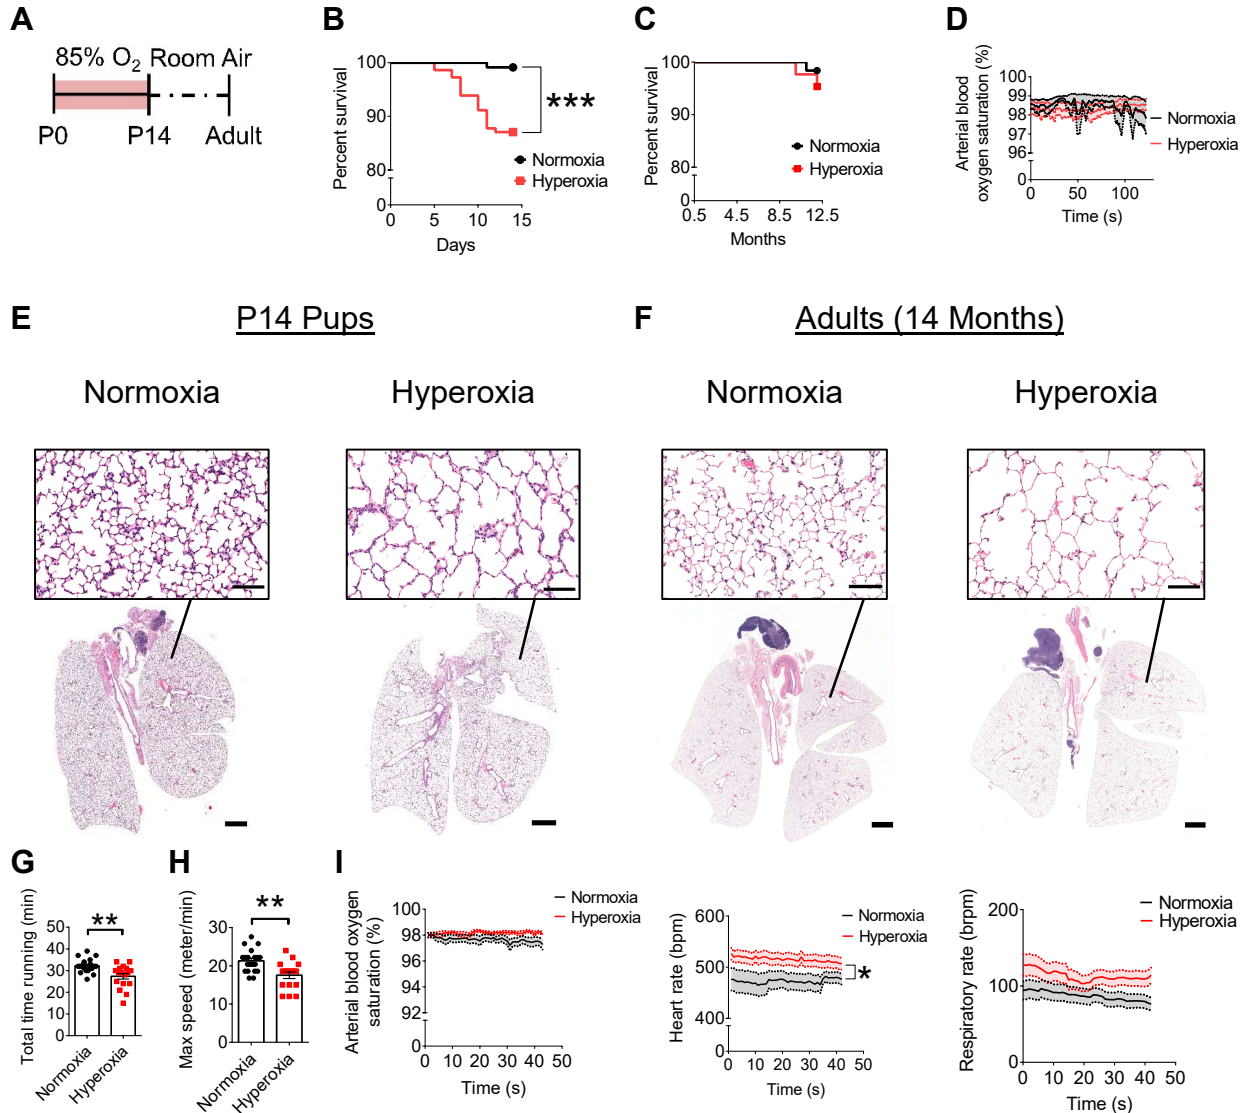 A
85% O2 Room Air
P0 P14 Adult
B
Percent survival
100
90
80
0
0 5 10 15
Days
***
Normoxia
Hyperoxia
C
Percent survival
100
90
80
0
0.5 4.5 8.5 12.5
Months
Normoxia
Hyperoxia
D
Arterial blood
oxygen saturation (%)
100
99
98
97
96
0
0 50 100
Time (s)
Normoxia
Hyperoxia
E
P14 Pups
Normoxia Hyperoxia
F
Adults (14 Months)
Normoxia Hyperoxia
G
Total time running (min)
50
40
30
20
10
0
**
Normoxia
Hyperoxia
H
Max speed (meter/min)
30
20
10
0
**
Normoxia
Hyperoxia
I
Arterial blood oxygen
saturation (%)
100
98
96
94
92
0
0 10 20 30 40 50
Time (s)
Normoxia
Hyperoxia
Heart rate (bpm)
600
500
400
0
0 10 20 30 40 50
Time (s)
Normoxia
Hyperoxia
*
Respiratory rate (brpm)
200
100
0
0 10 20 30 40 50
Time (s)
Normoxia
Hyperoxia